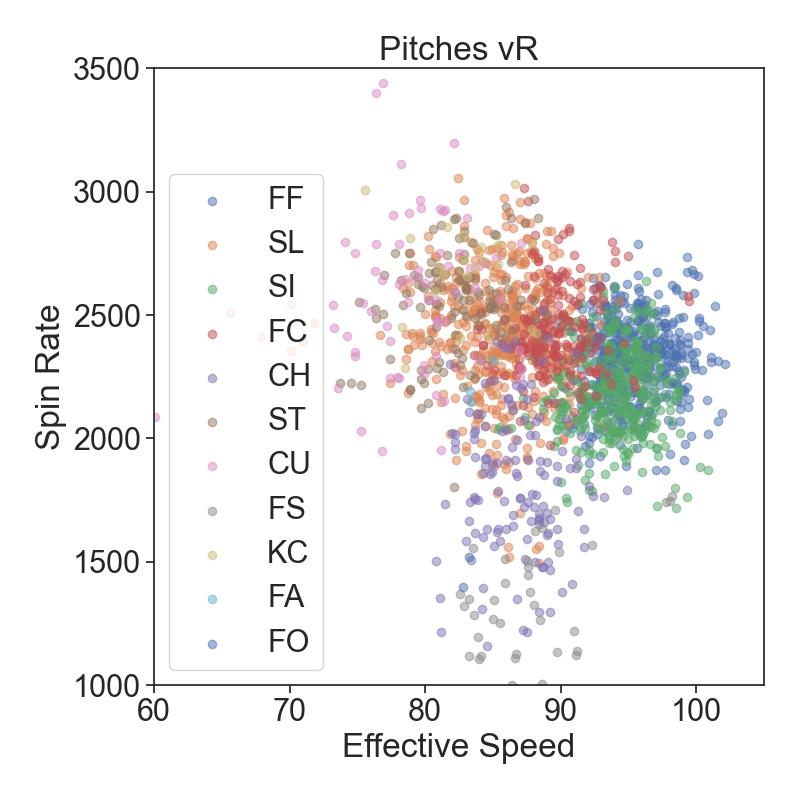 Pitches vR
3500
3000
2500
2000
1500
1000
Spin Rate
FF
SL
SI
FC
CH
ST
CU
FS
KC
FA
FO
60 70 80 90 100
Effective Speed